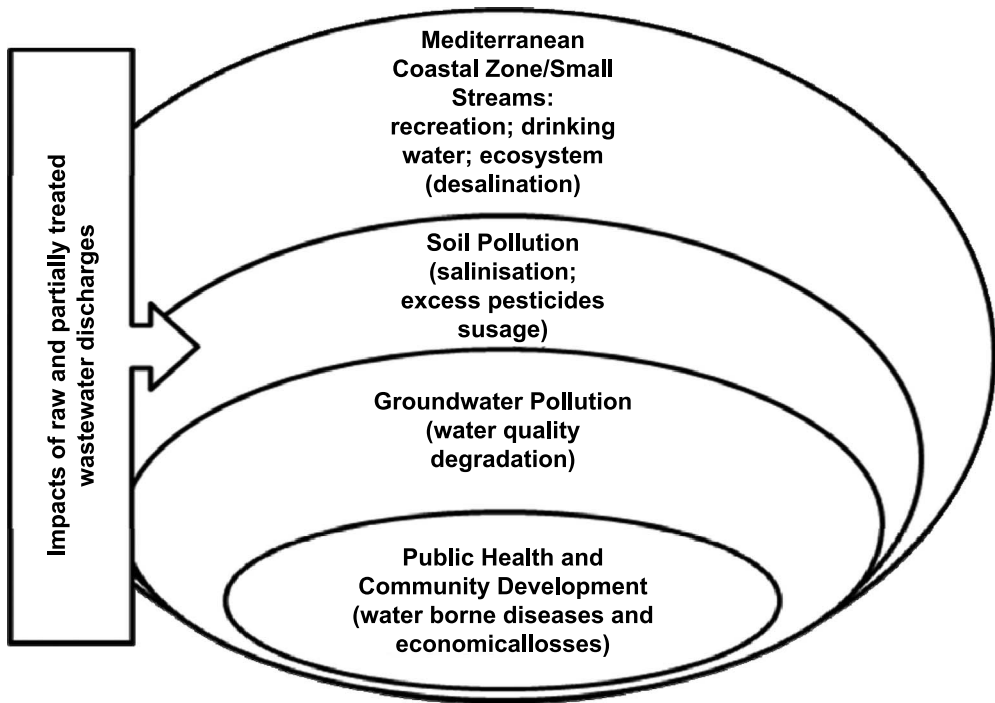 Impacts of raw and partially treated
wastewater discharges
Mediterranean
Coastal Zone/Small
Streams:
recreation; drinking
water; ecosystem
(desalination)
Soil Pollution
(salinisation;
excess pesticides
susage)
Groundwater Pollution
(water quality
degradation)
Public Health and
Community Development
(water borne diseases and
economicallosses)